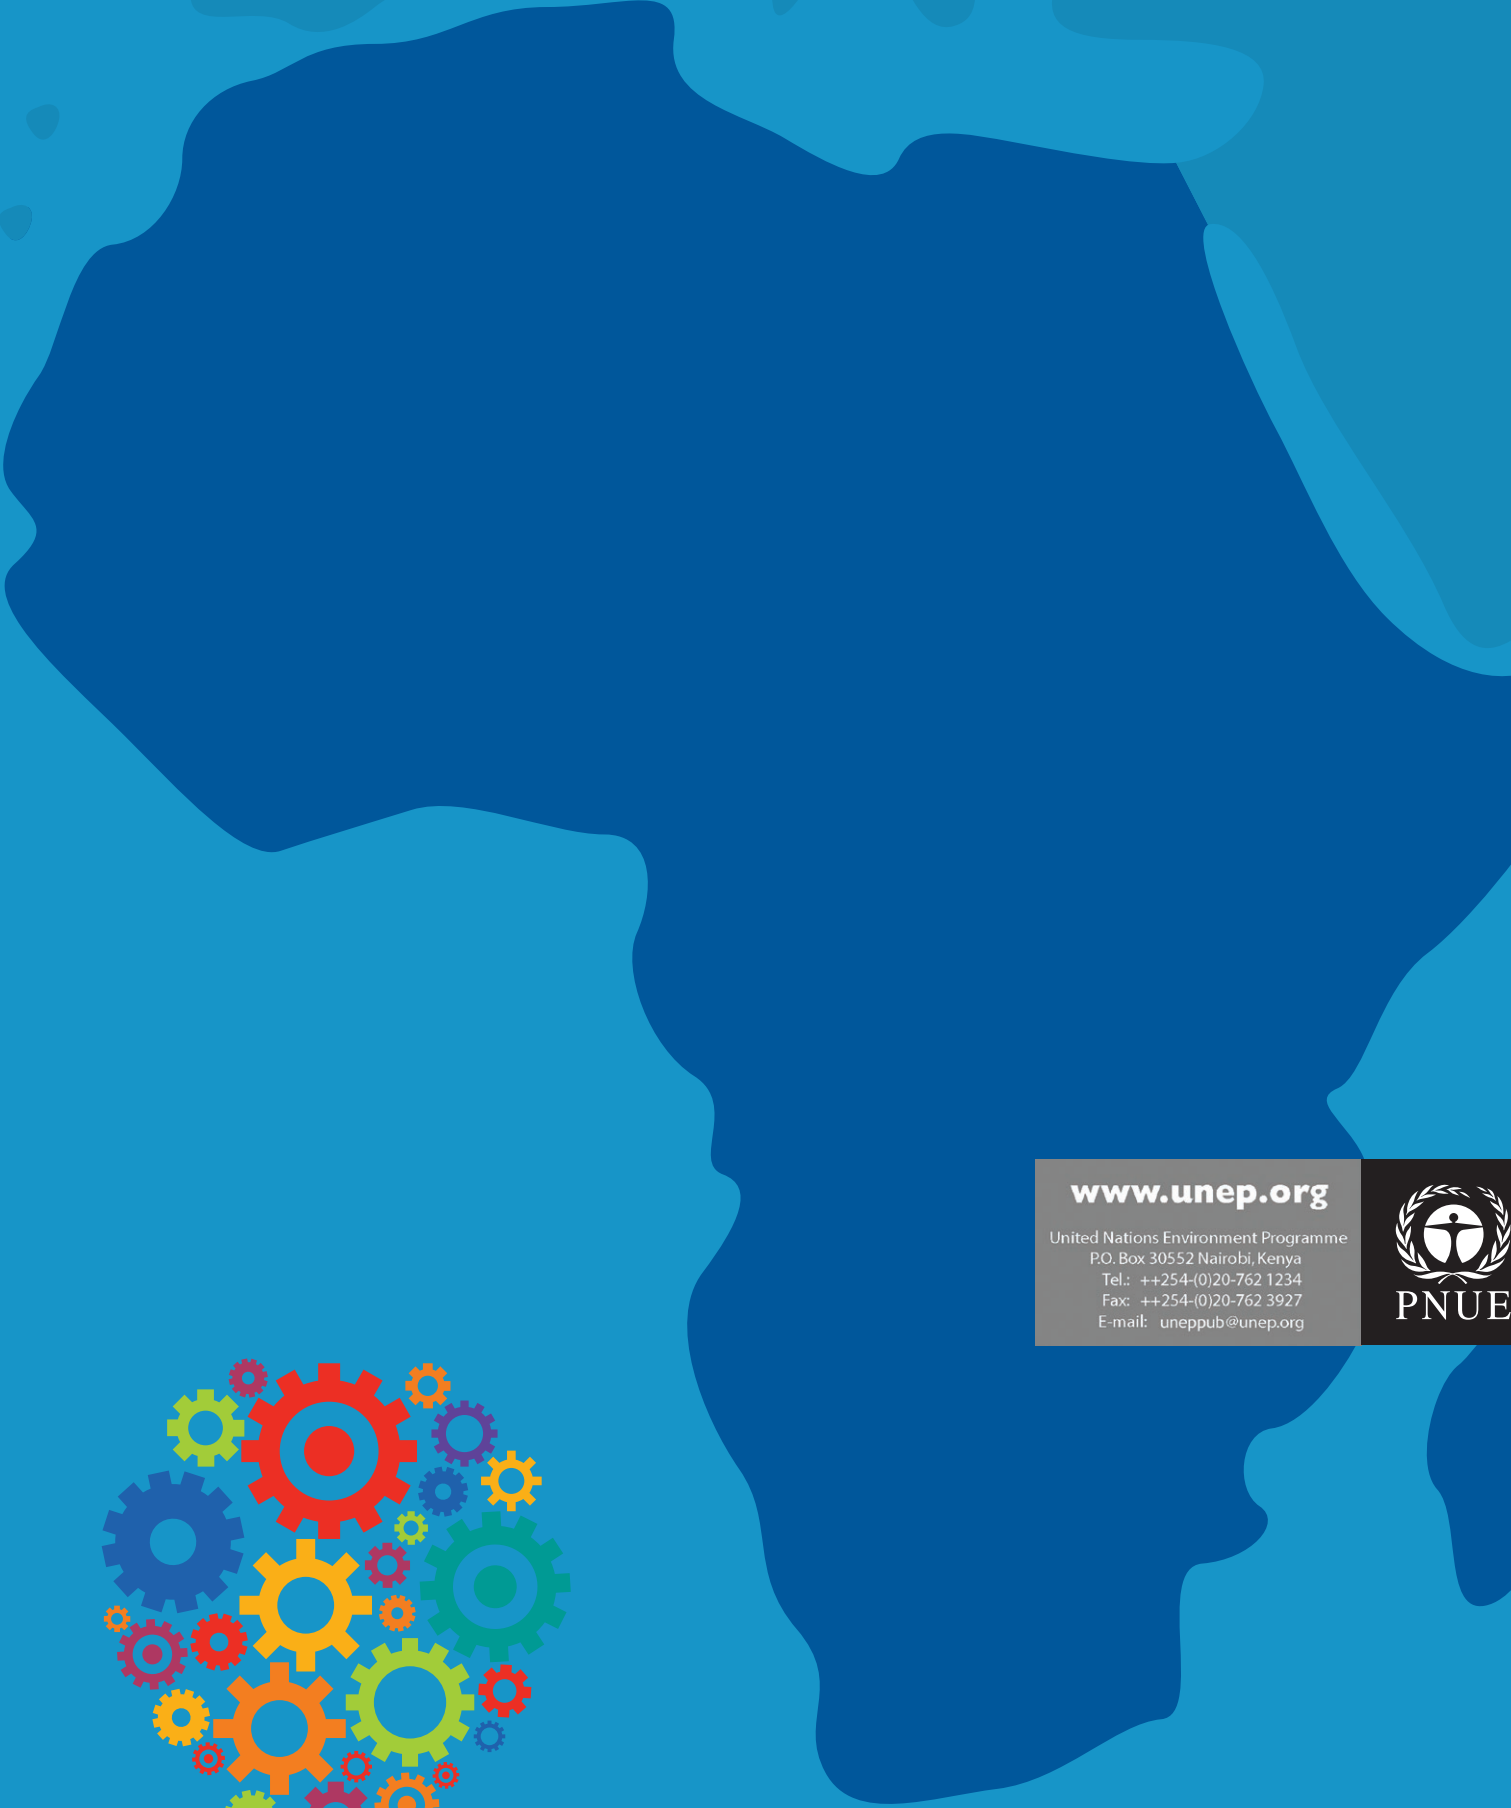 www.unep.org
United Nations Environment Programme
P.O. Box 30552 Nairobi, Kenya
Tel.: ++254-(0)20-762 1234
Fax: ++254-(0)20-762 3927
E-mail: uneppub@unep.org
PNUE